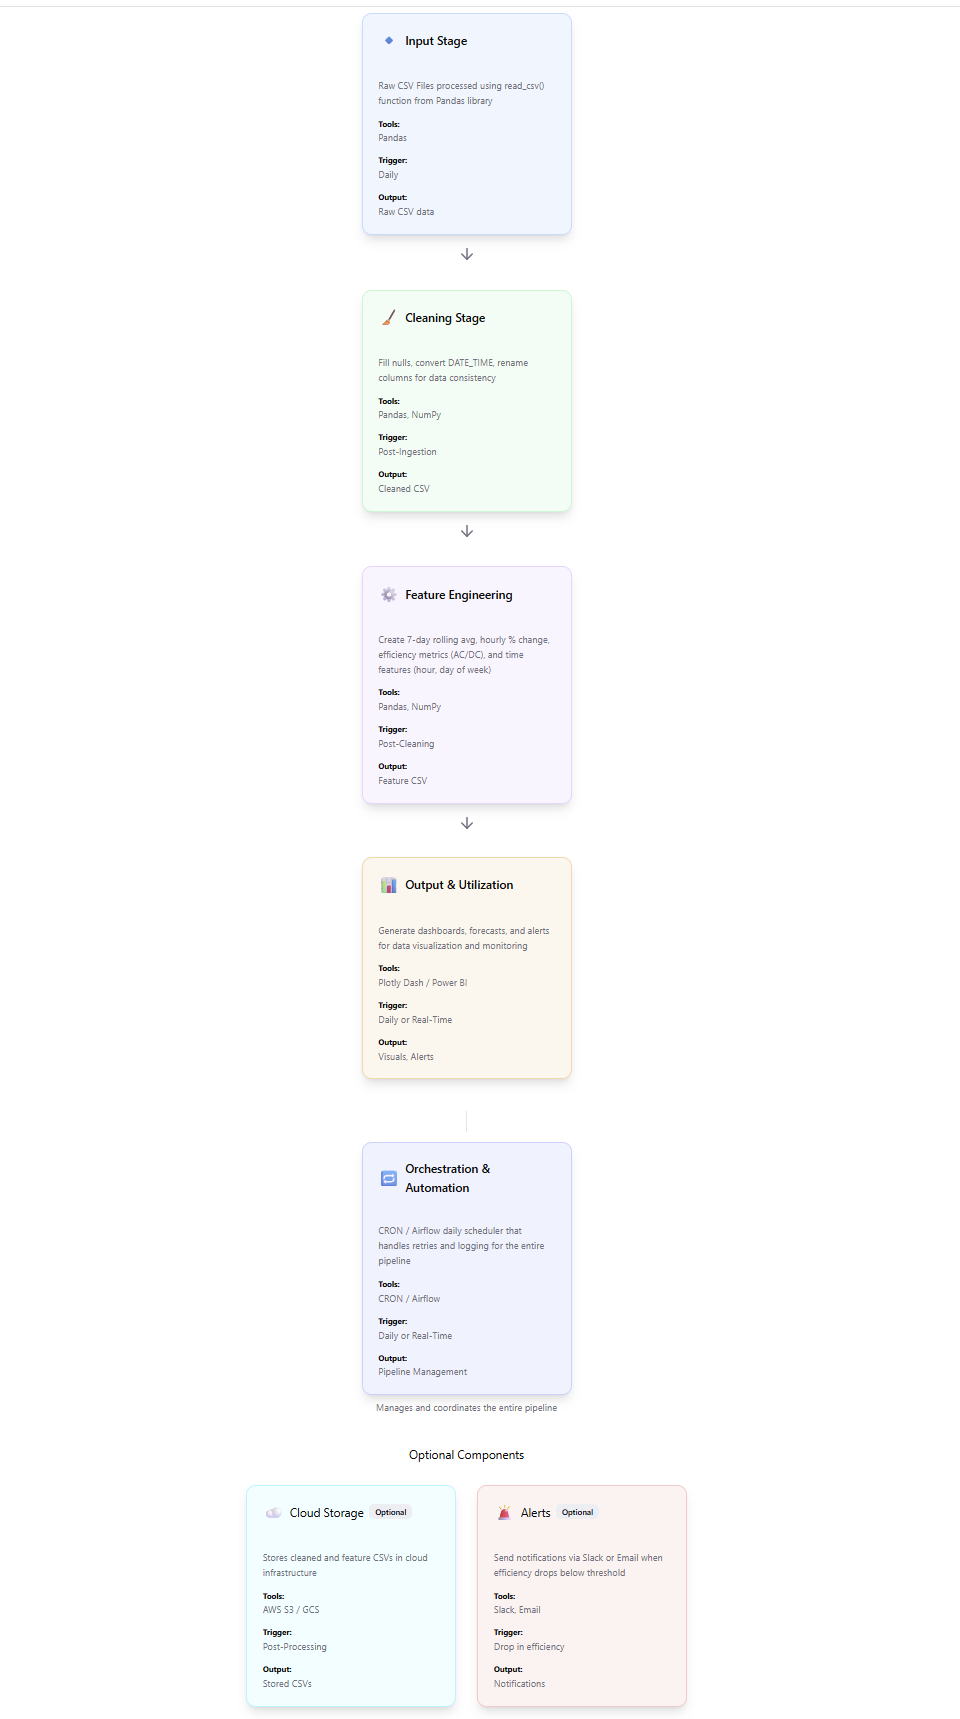 Input Stage
Raw CSV Files processed using read_csv()
function from Pandas library
Tools:
Pandas
Trigger:
Daily
Output:
Raw CSV data
Cleaning Stage
Fill nulls, convert DATE_TIME, rename
columns for data consistency
Tools:
Pandas, NumPy
Trigger:
Post-Ingestion
Output:
Cleaned CSV
Feature Engineering
Create 7-day rolling avg, hourly % change,
efficiency metrics (AC/DC), and time
features (hour, day of week)
Tools:
Pandas, NumPy
Trigger:
Post-Cleaning
Output:
Feature CSV
Output & Utilization
Generate dashboards, forecasts, and alerts
for data visualization and monitoring
Tools:
Plotly Dash / Power BI
Trigger:
Daily or Real-Time
Output:
Visuals, Alerts
Orchestration &
Automation
CRON / Airflow daily scheduler that
handles retries and logging for the entire
pipeline
Tools:
CRON / Airflow
Trigger:
Daily or Real-Time
Output:
Pipeline Management
Manages and coordinates the entire pipeline
Optional Components
Cloud Storage Optional
Stores cleaned and feature CSVs in cloud
infrastructure
Tools:
AWS S3 / GCS
Trigger:
Post-Processing
Output:
Stored CSVs
Alerts Optional
Send notifications via Slack or Email when
efficiency drops below threshold
Tools:
Slack, Email
Trigger:
Drop in efficiency
Output:
Notifications